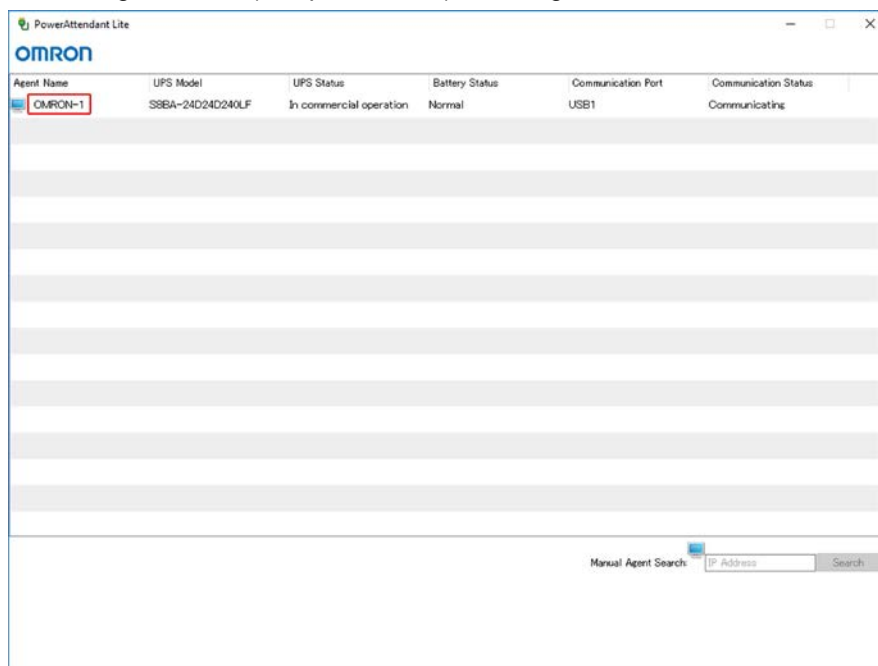 PowerAttendant Lite
OMRON
Agent Name UPS Model UPS Status Battery Status Communication Port Communication Status
OMRON-1 S8BA-24D24D240LF In commercial operation Normal USB1 Communicating
Manual Agent Search: IP Address Search